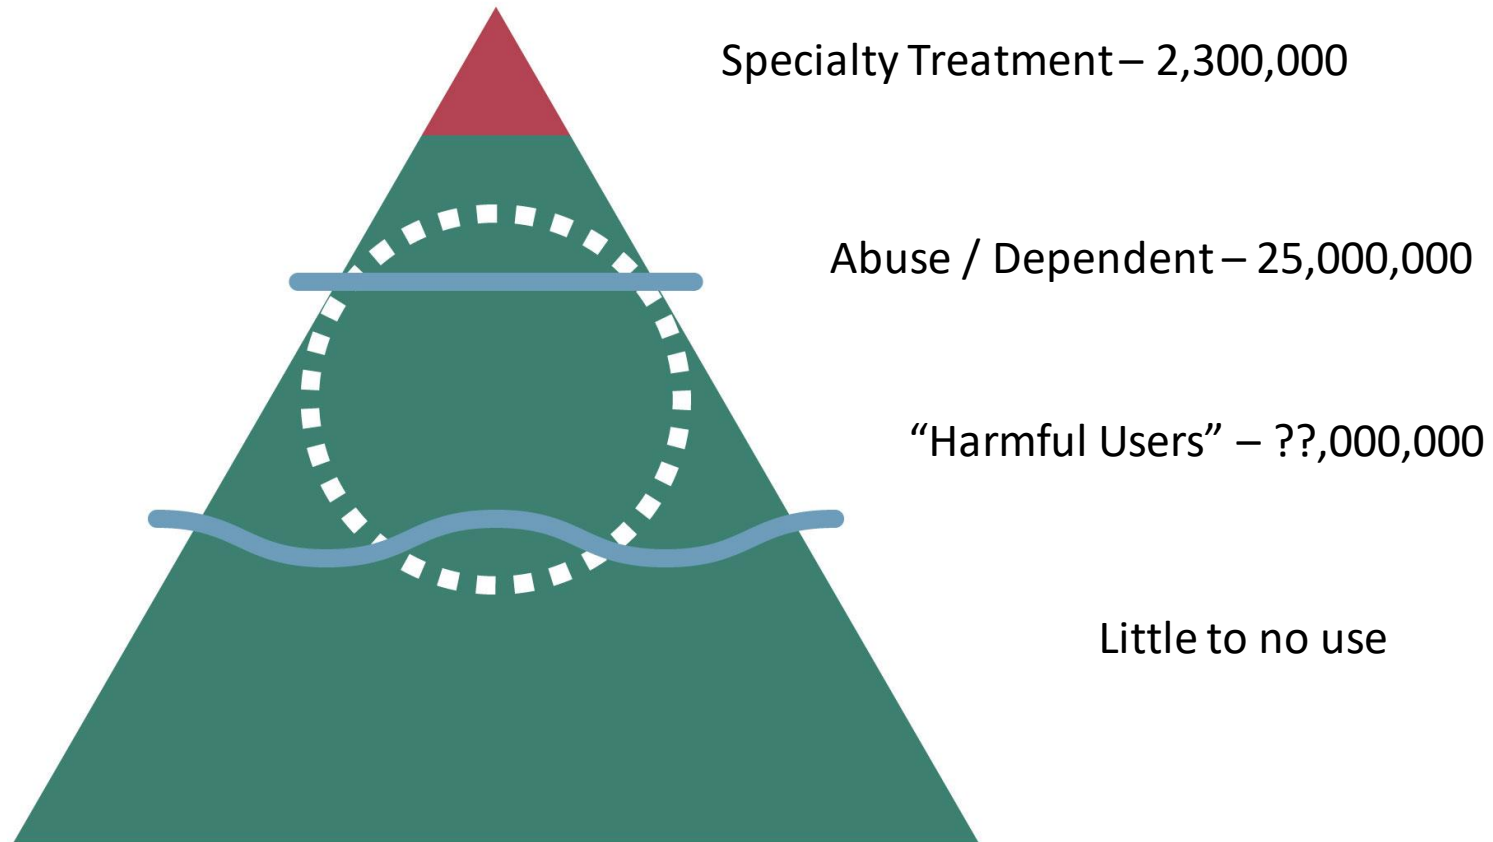 Specialty Treatment – 2,300,000
Abuse / Dependent – 25,000,000
“Harmful Users” – ??,000,000
Little to no use